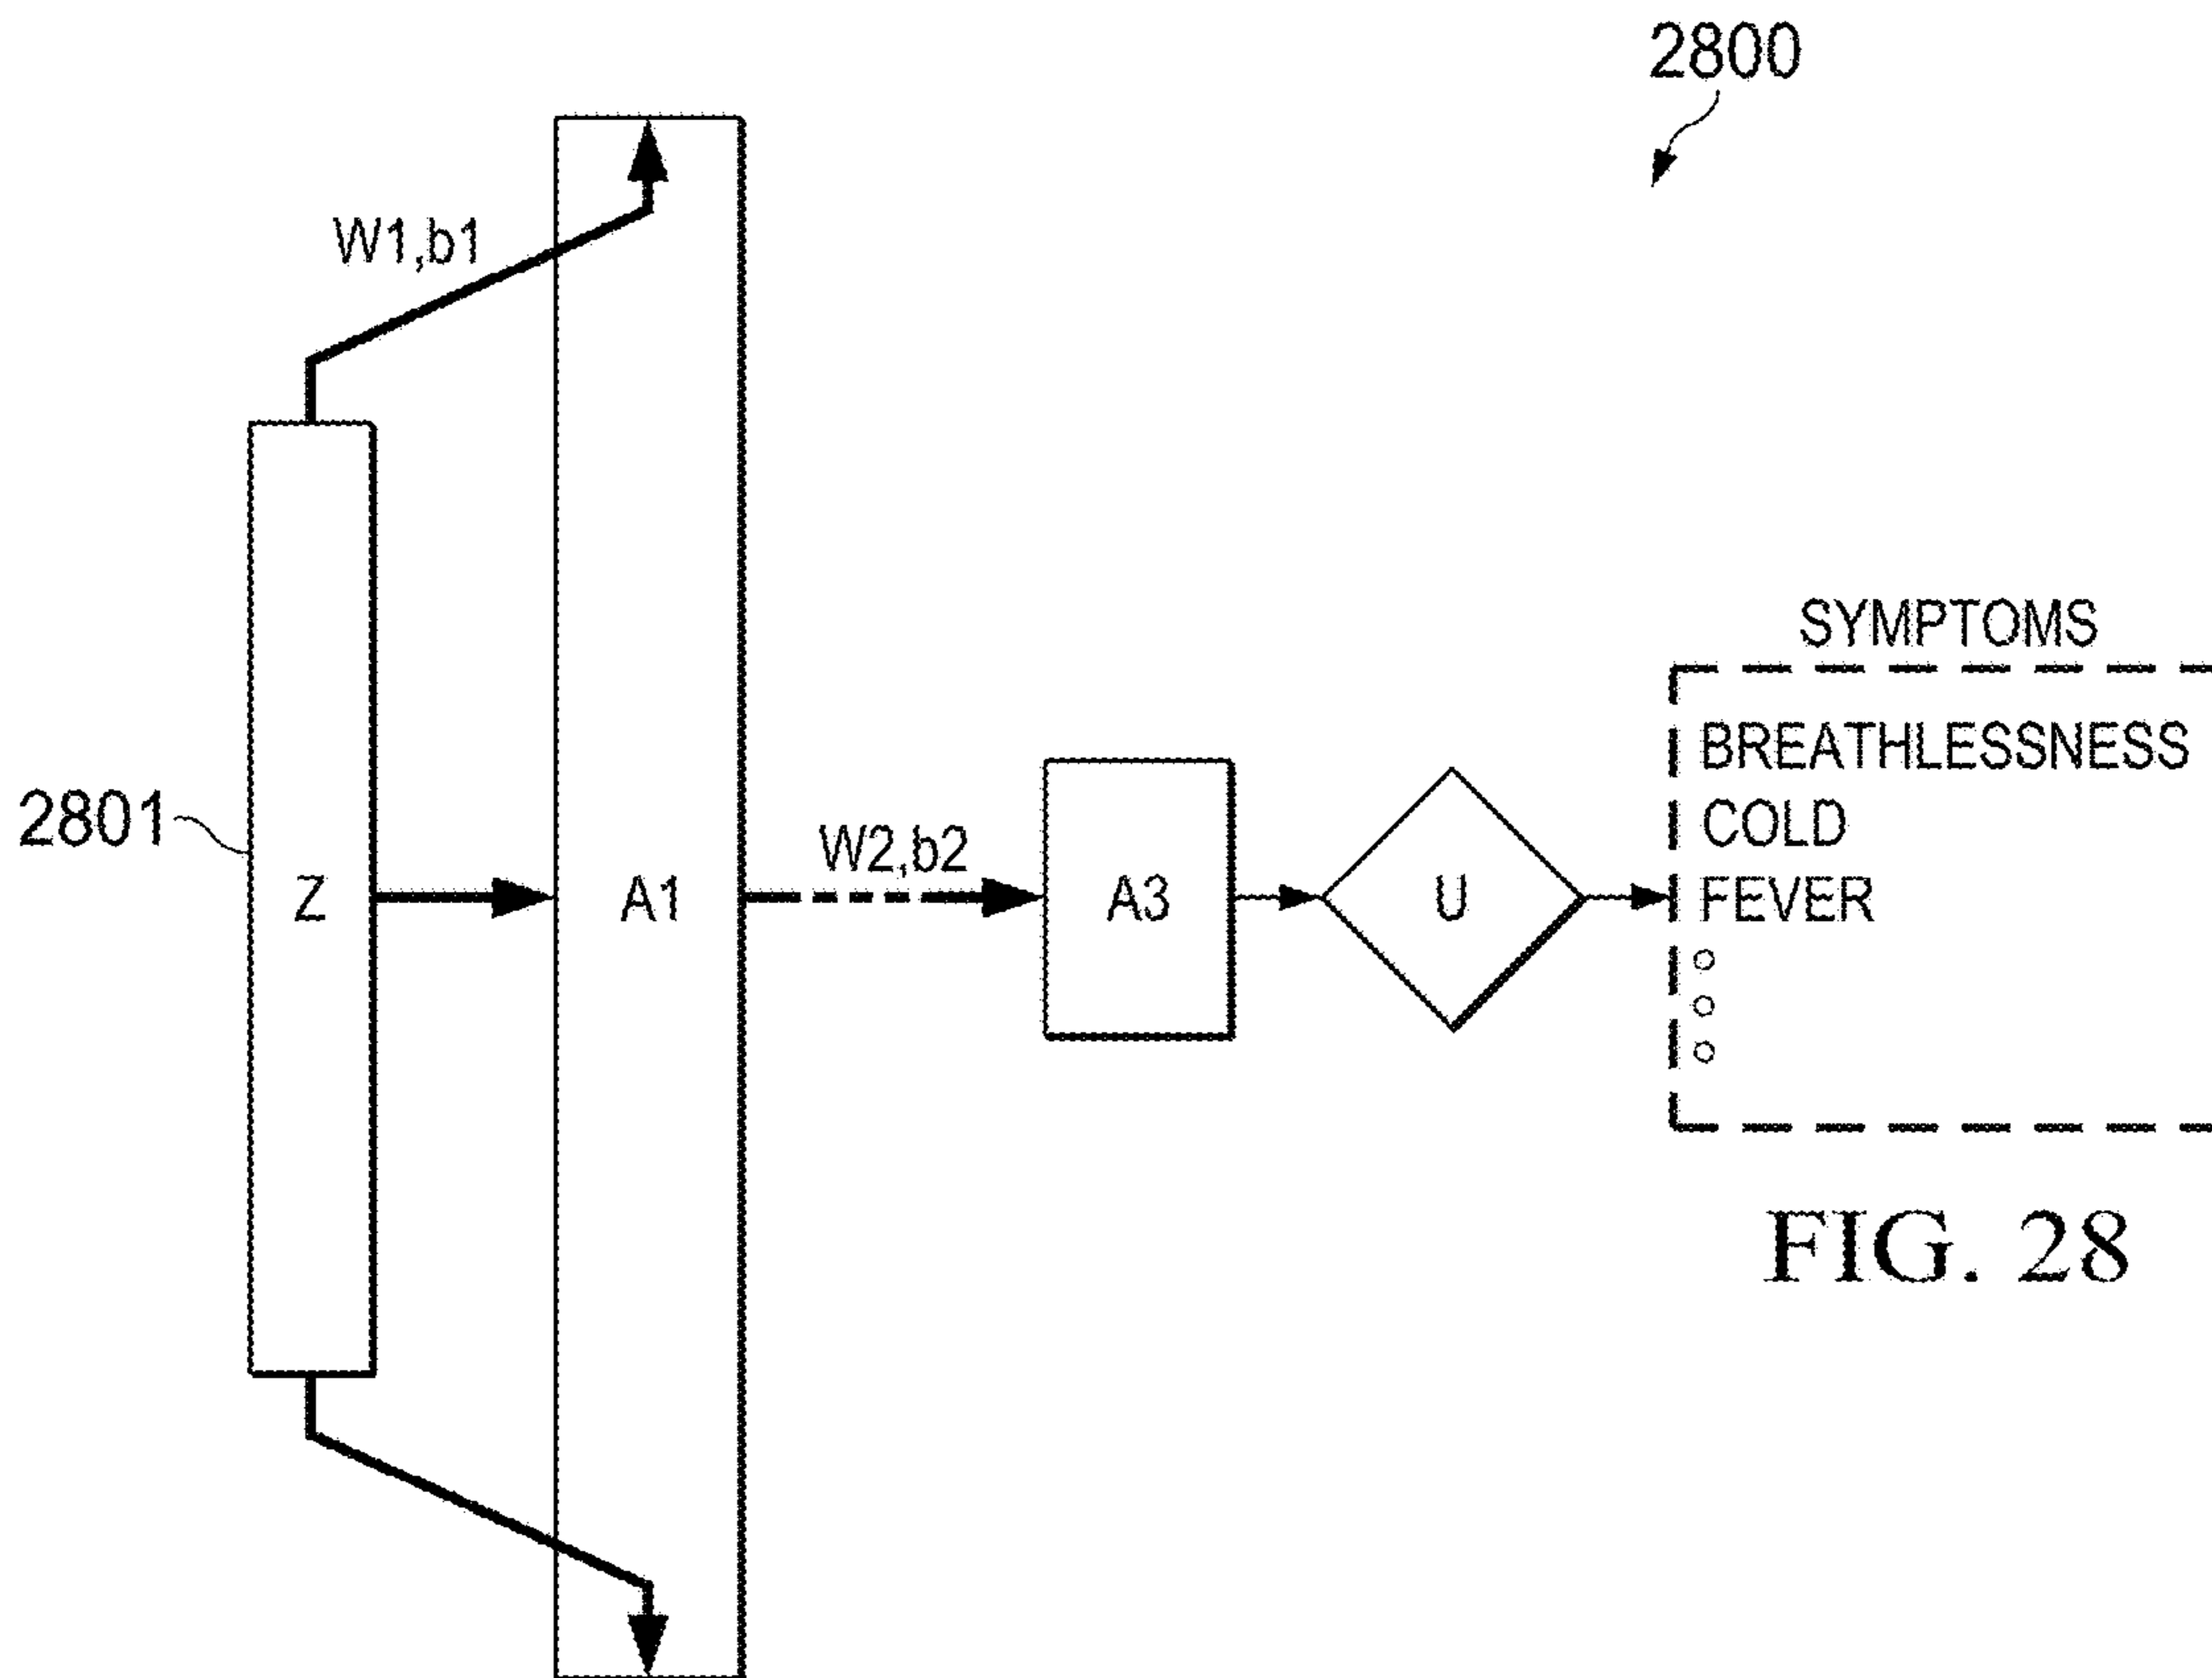 2800
W1,b1
SYMPTOMS
BREATHLESSNESS
COLD
FEVER
2801
Z
A1
W2,b2
A3
U
FIG. 28